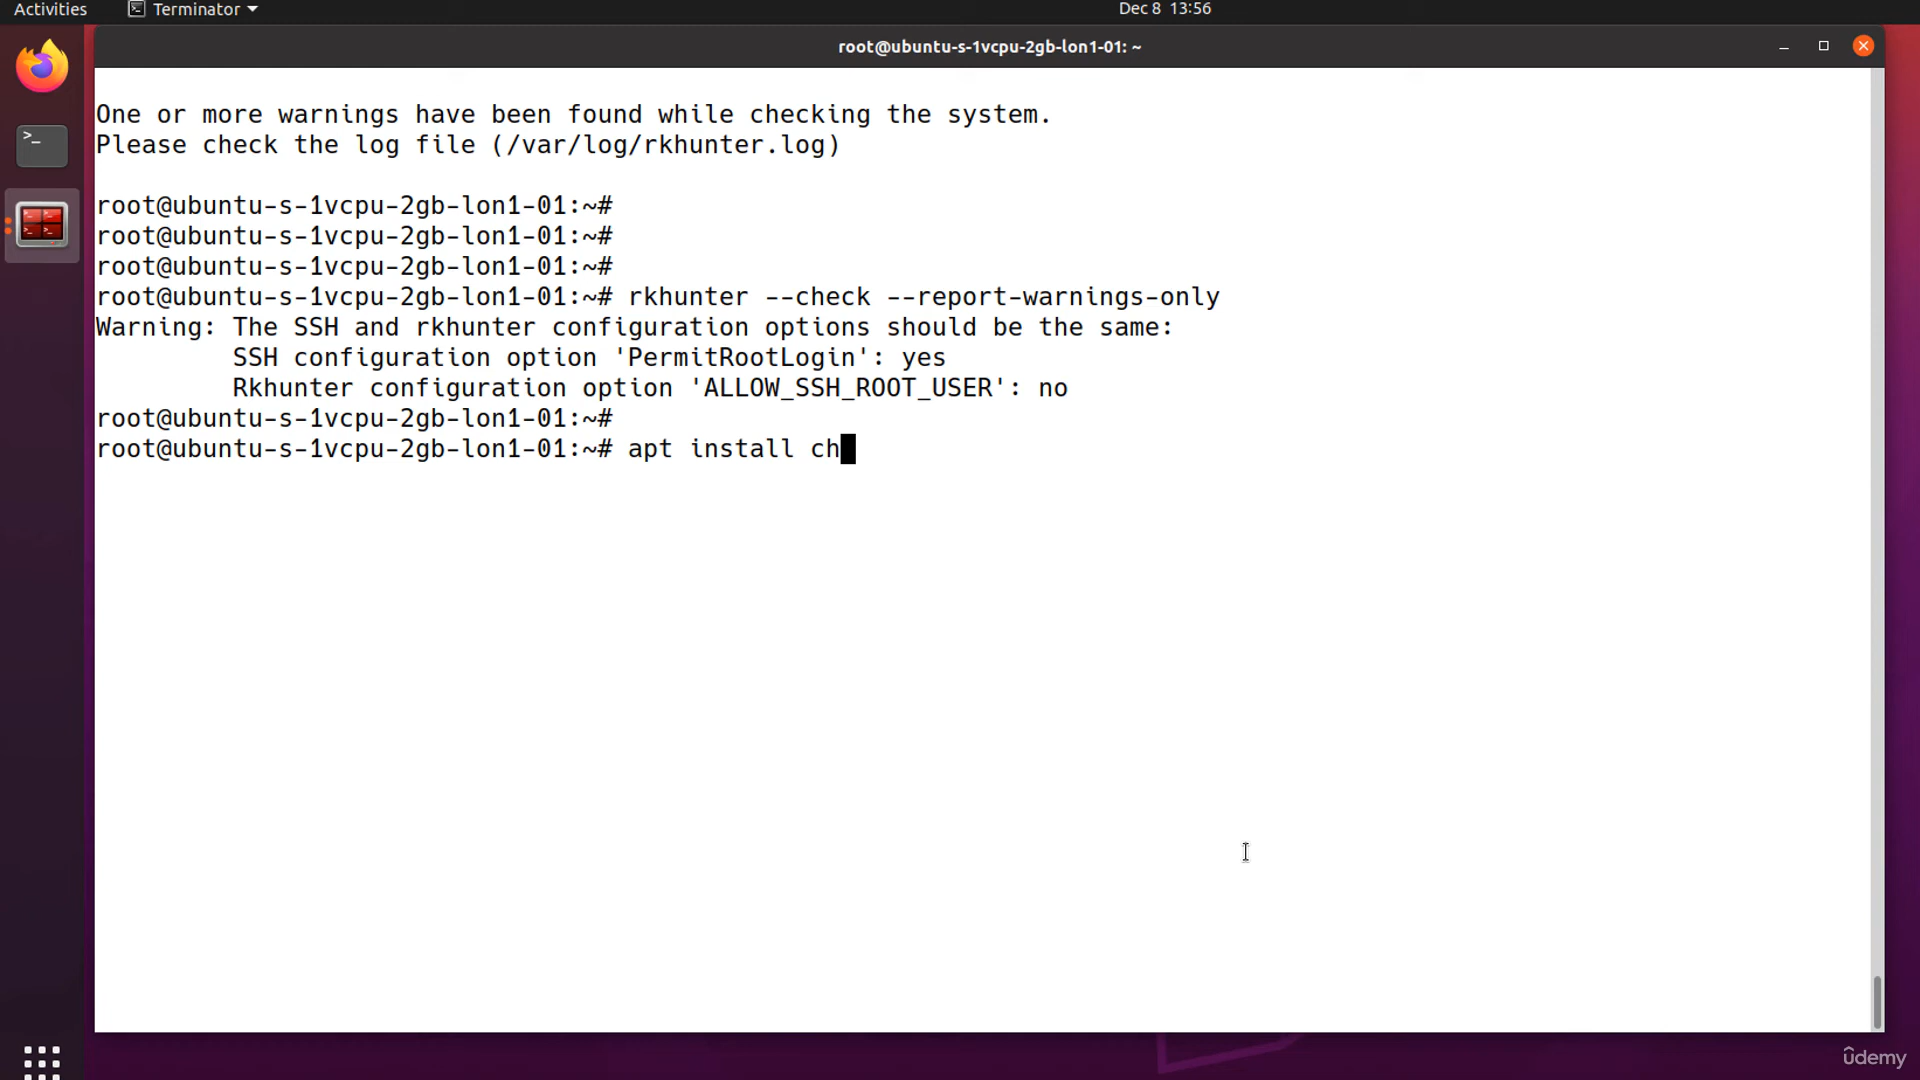 Activities Terminator Dec 8 13:56
root@ubuntu-s-1vcpu-2gb-lon1-01: ~
One or more warnings have been found while checking the system.
Please check the log file (/var/log/rkhunter.log)
root@ubuntu-s-1vcpu-2gb-lon1-01:~#
root@ubuntu-s-1vcpu-2gb-lon1-01:~#
root@ubuntu-s-1vcpu-2gb-lon1-01:~#
root@ubuntu-s-1vcpu-2gb-lon1-01:~# rkhunter --check --report-warnings-only
Warning: The SSH and rkhunter configuration options should be the same:
SSH configuration option 'PermitRootLogin': yes
Rkhunter configuration option 'ALLOW_SSH_ROOT_USER': no
root@ubuntu-s-1vcpu-2gb-lon1-01:~#
root@ubuntu-s-1vcpu-2gb-lon1-01:~# apt install ch
ûdemy